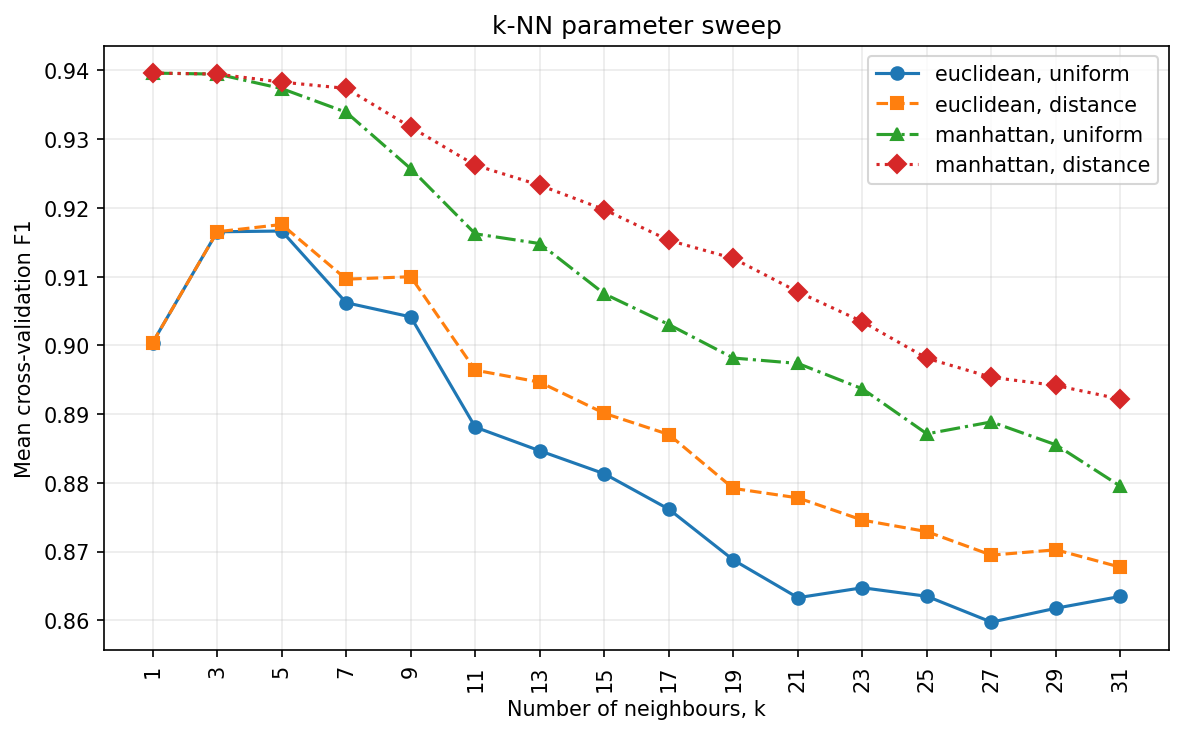 k-NN parameter sweep
0.94
0.93
0.92
0.91
0.90
0.89
0.88
0.87
0.86
Mean cross-validation F1
euclidean, uniform
euclidean, distance
manhattan, uniform
manhattan, distance
1 3 5 7 9 11 13 15 17 19 21 23 25 27 29 31
Number of neighbours, k